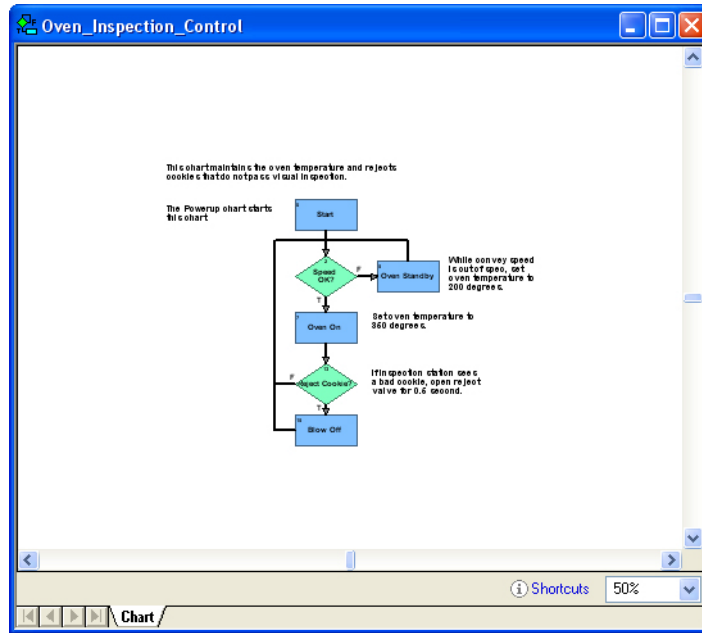 Oven_Inspection_Control
This chart maintains the oven temperature and rejects
cookies that do not pass visual inspection.
The Powerup chart starts
this chart
Start
Speed
OK?
F
Oven Standby
While convey speed
is out of spec, set
oven temperature to
200 degrees.
T
Oven On
Set oven temperature to
350 degrees.
Reject Cookie?
F
If inspection station sees
a bad cookie, open reject
valve for
second.
T
Blow Off
Shortcuts
50%
Chart